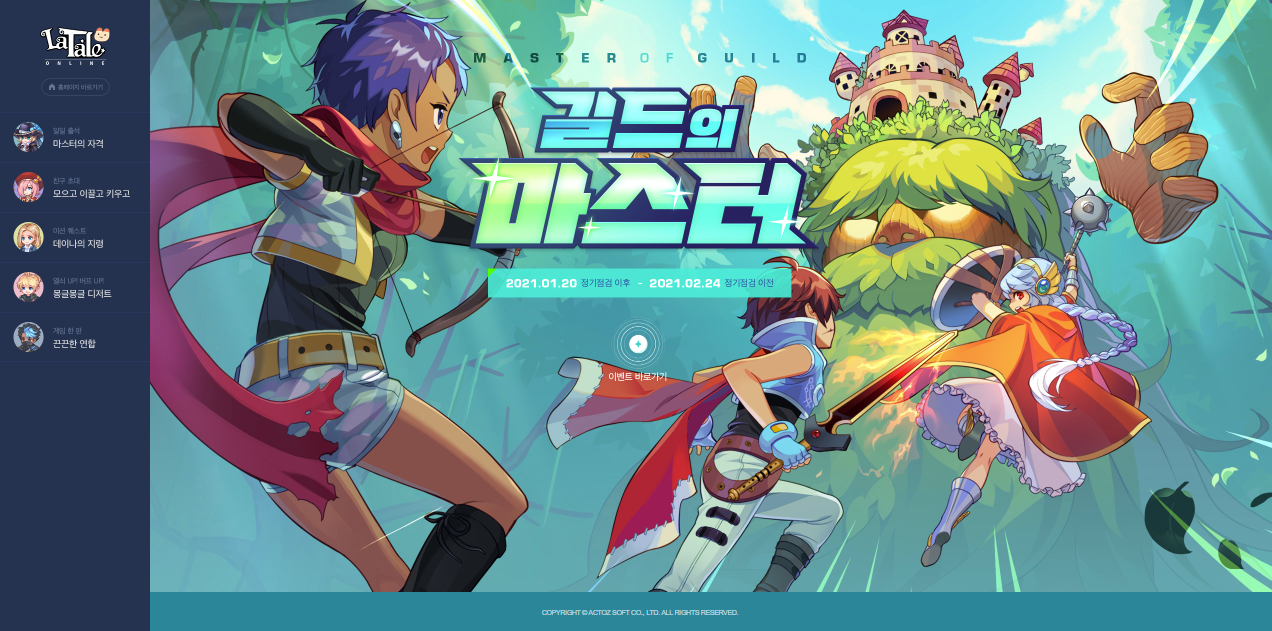 LaTale
ONLINE
홈페이지 바로가기
일일 출석
마스터의 자격
친구 초대
모으고 이끌고 키우고
미션 퀘스트
데이나의 지령
열쇠 UP! 버프 UP!
몽글몽글 디저트
게임 한 판
끈끈한 연합
MASTER OF GUILD
길드의
마스터
2021.01.20 정기점검 이후 - 2021.02.24 정기점검 이전
이벤트 바로가기
COPYRIGHT © ACTOZ SOFT CO., LTD. ALL RIGHTS RESERVED.